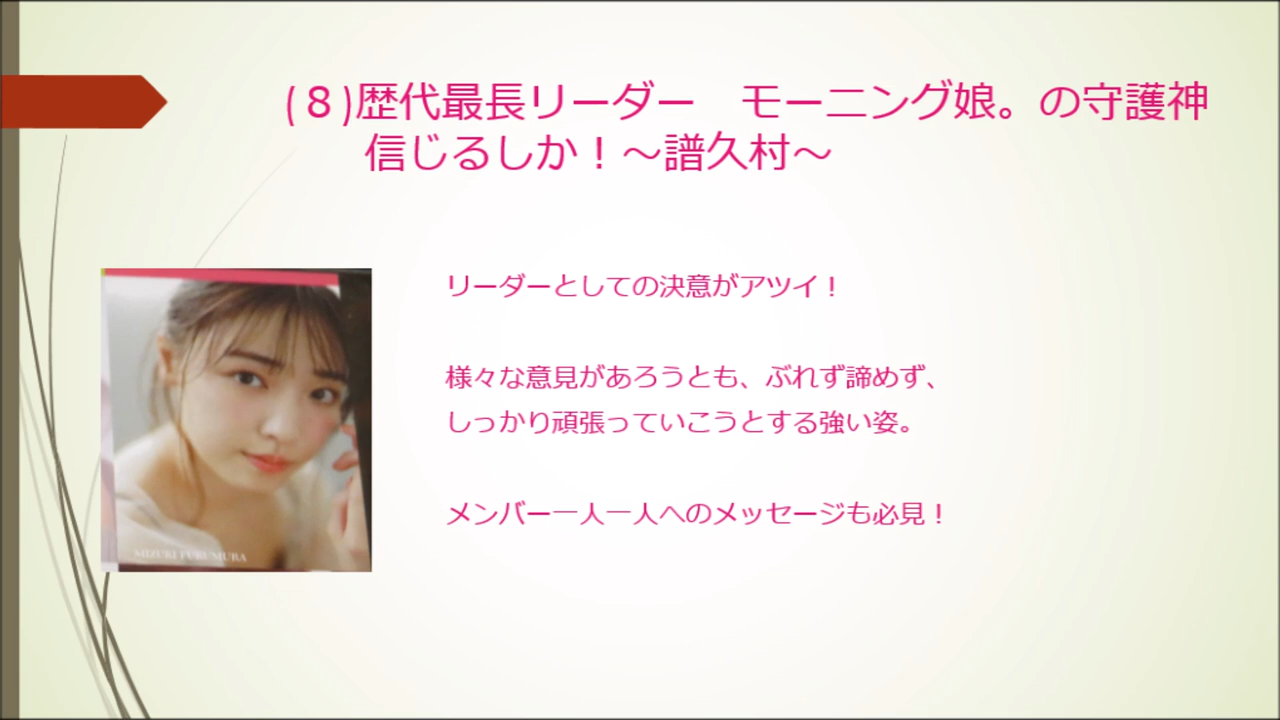 (８)歴代最長リーダー　モーニング娘。の守護神
信じるしか！～譜久村～
リーダーとしての決意がアツイ！
様々な意見があろうとも、ぶれず諦めず、
しっかり頑張っていこうとする強い姿。
メンバー一人一人へのメッセージも必見！
MIZUKI FUKUMURA